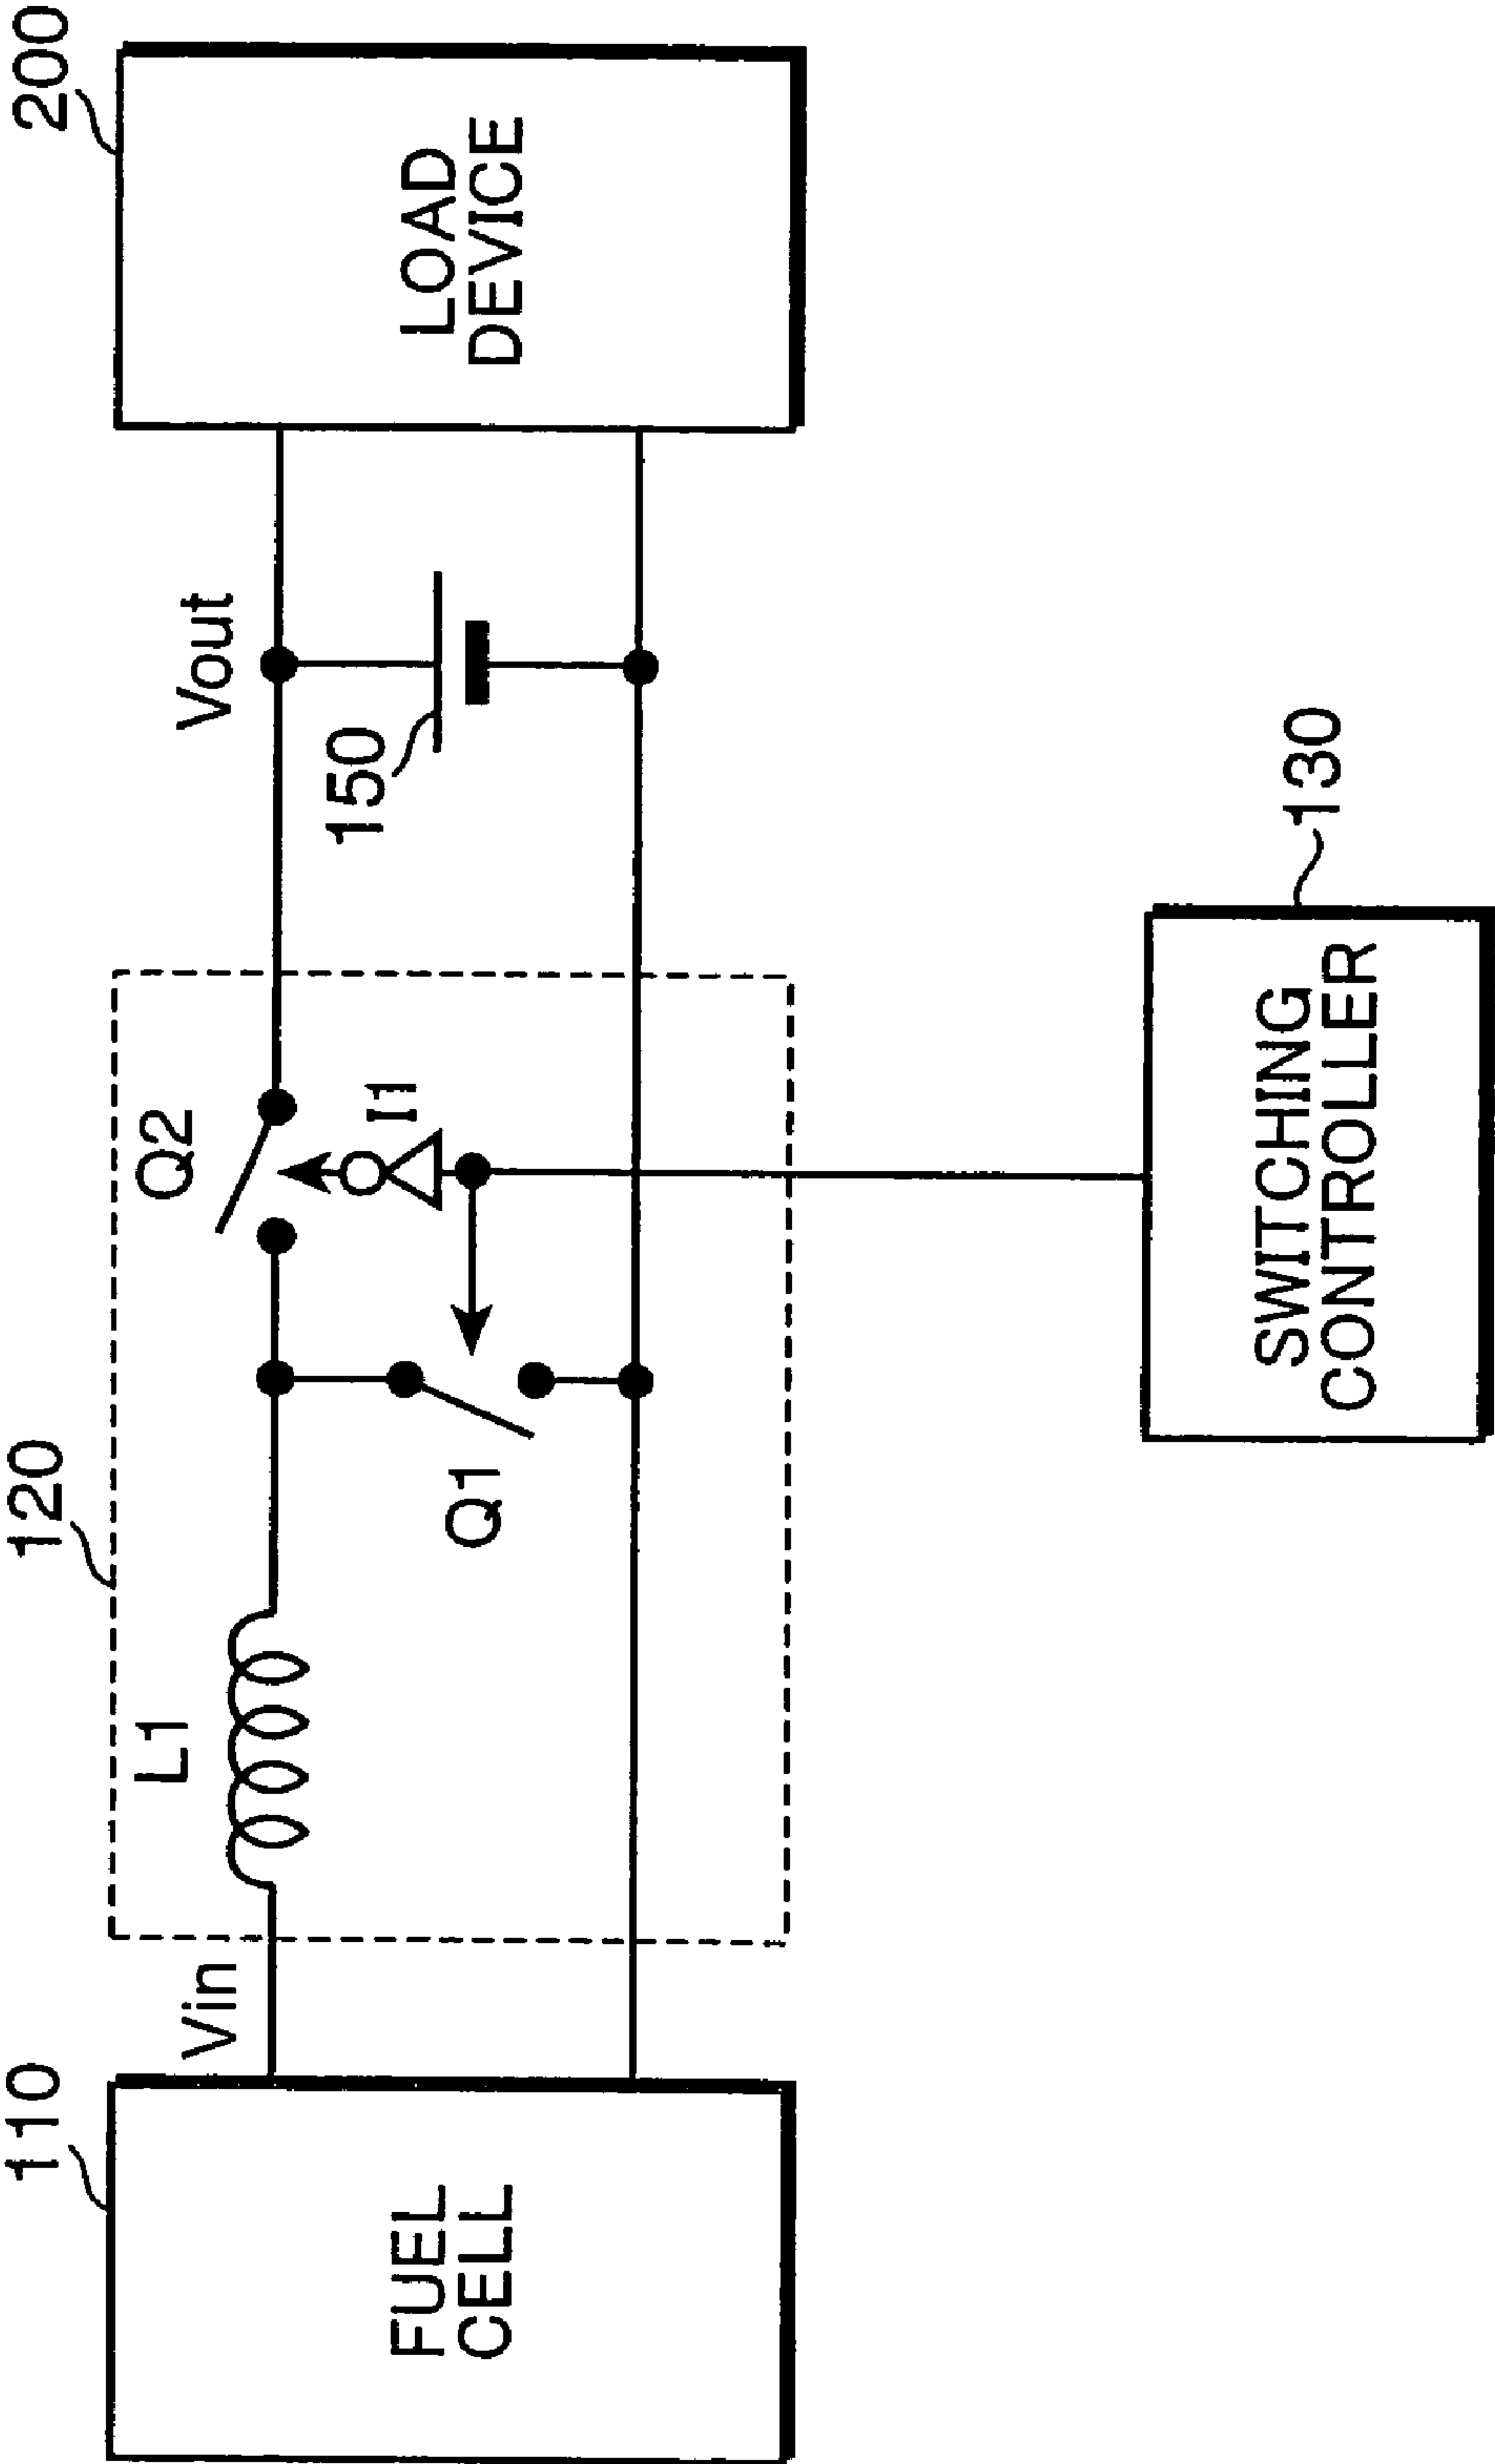 110
120
200
Vin
L1
Q2
Vout
I1
150
Q1
FUEL
CELL
LOAD
DEVICE
SWITCHING
CONTROLLER
130